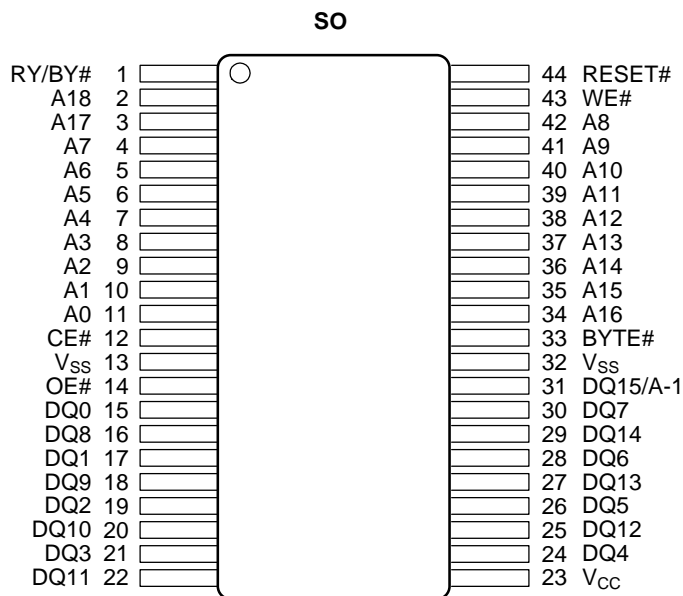 SO
RY/BY# 1 44 RESET#
A18 2 43 WE#
A17 3 42 A8
A7 4 41 A9
A6 5 40 A10
A5 6 39 A11
A4 7 38 A12
A3 8 37 A13
A2 9 36 A14
A1 10 35 A15
A0 11 34 A16
CE# 12 33 BYTE#
VSS 13 32 VSS
OE# 14 31 DQ15/A-1
DQ0 15 30 DQ7
DQ8 16 29 DQ14
DQ1 17 28 DQ6
DQ9 18 27 DQ13
DQ2 19 26 DQ5
DQ10 20 25 DQ12
DQ3 21 24 DQ4
DQ11 22 23 VCC